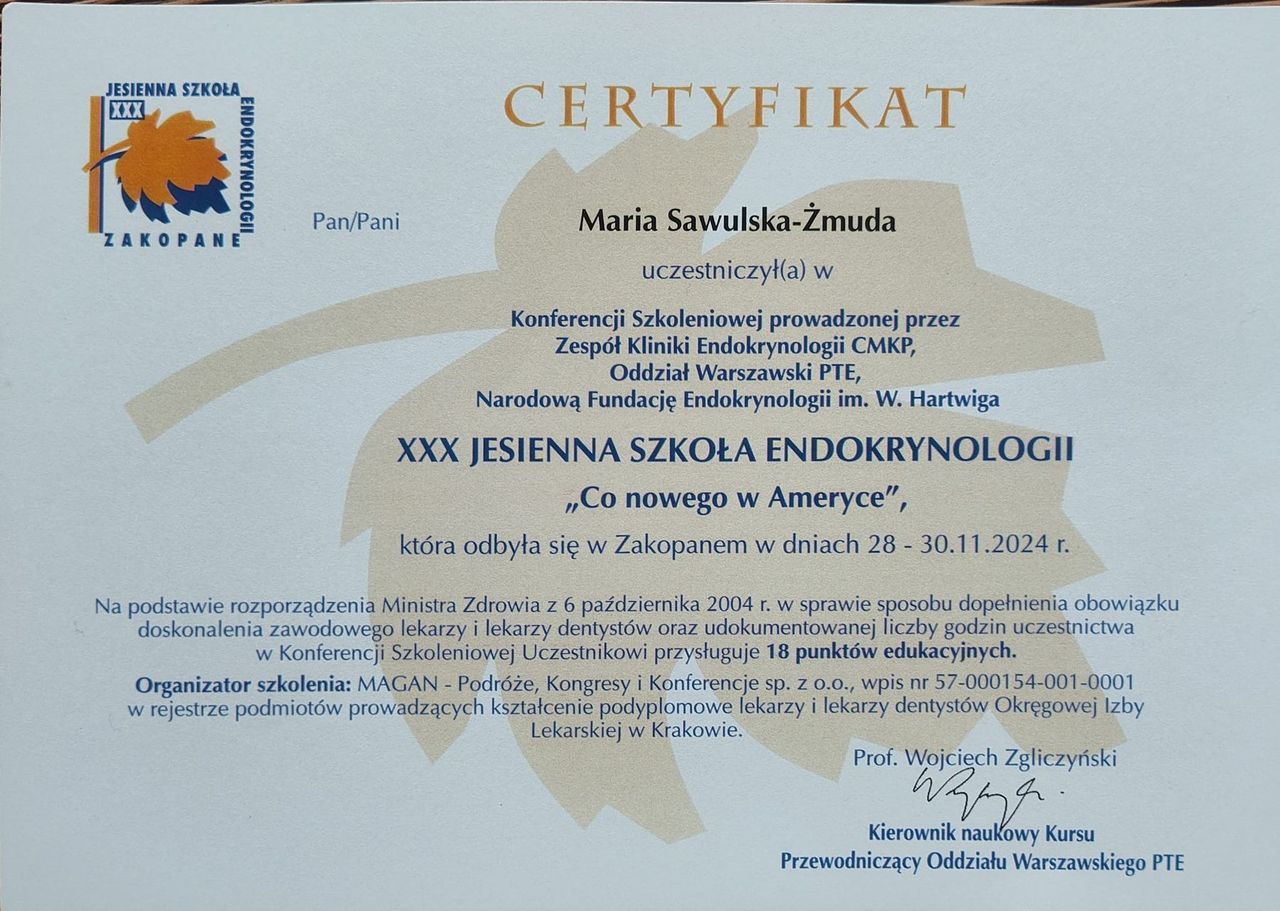 JESIENNA SZKOŁA
XXX
ENDOKRYNOLOGII
ZAKOPANE
CERTYFIKAT
Pan/Pani Maria Sawulska-Żmuda
uczestniczył(a) w
Konferencji Szkoleniowej prowadzonej przez
Zespół Kliniki Endokrynologii CMKP,
Oddział Warszawski PTE,
Narodową Fundację Endokrynologii im. W. Hartwiga
XXX JESIENNA SZKOŁA ENDOKRYNOLOGII
„Co nowego w Ameryce”,
która odbyła się w Zakopanem w dniach 28 - 30.11.2024 r.
Na podstawie rozporządzenia Ministra Zdrowia z 6 października 2004 r. w sprawie sposobu dopełnienia obowiązku
doskonalenia zawodowego lekarzy i lekarzy dentystów oraz udokumentowanej liczby godzin uczestnictwa
w Konferencji Szkoleniowej Uczestnikowi przysługuje 18 punktów edukacyjnych.
Organizator szkolenia: MAGAN - Podróże, Kongresy i Konferencje sp. z o.o., wpis nr 57-000154-001-0001
w rejestrze podmiotów prowadzących kształcenie podyplomowe lekarzy i lekarzy dentystów Okręgowej Izby
Lekarskiej w Krakowie.
Prof. Wojciech Zgliczyński
Kierownik naukowy Kursu
Przewodniczący Oddziału Warszawskiego PTE